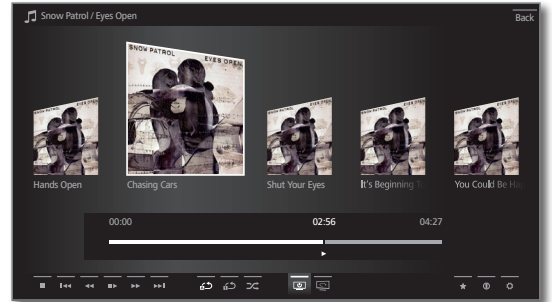 Snow Patrol / Eyes Open
Back
SNOW PATROL EYES OPEN
Hands Open
Chasing Cars
Shut Your Eyes
It's Beginning T
You Could Be Ha
00:00
02:56
04:27